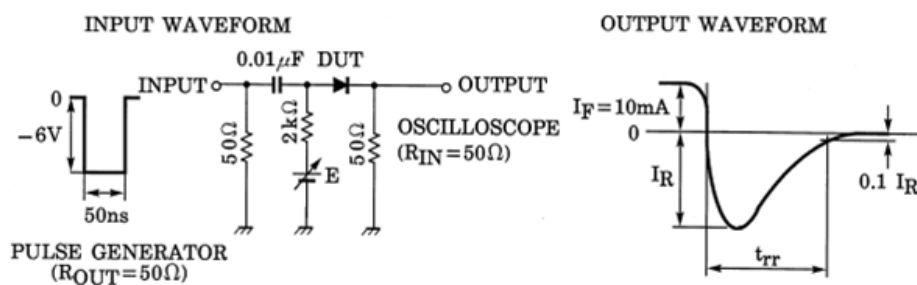 INPUT WAVEFORM
0
−6V
50ns
PULSE GENERATOR
(ROUT=50Ω)
0.01μF DUT
INPUT
OUTPUT
50Ω
2kΩ
E
50Ω
OSCILLOSCOPE
(RIN=50Ω)
OUTPUT WAVEFORM
IF=10mA
0
IR
0.1 IR
trr